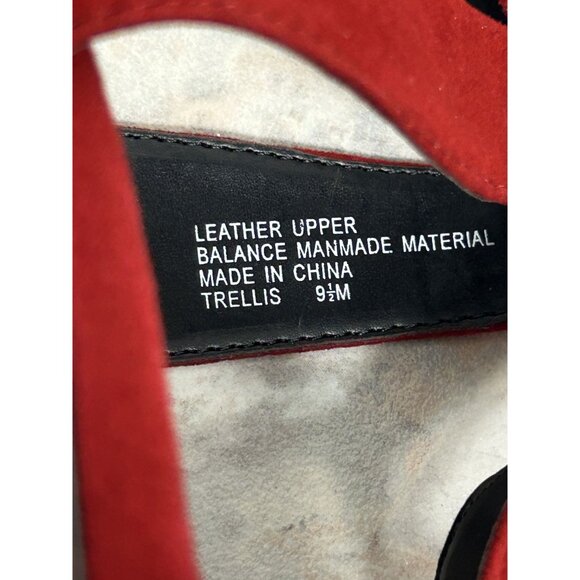 LEATHER UPPER
BALANCE MANMADE MATERIAL
MADE IN CHINA
TRELLIS 9½M